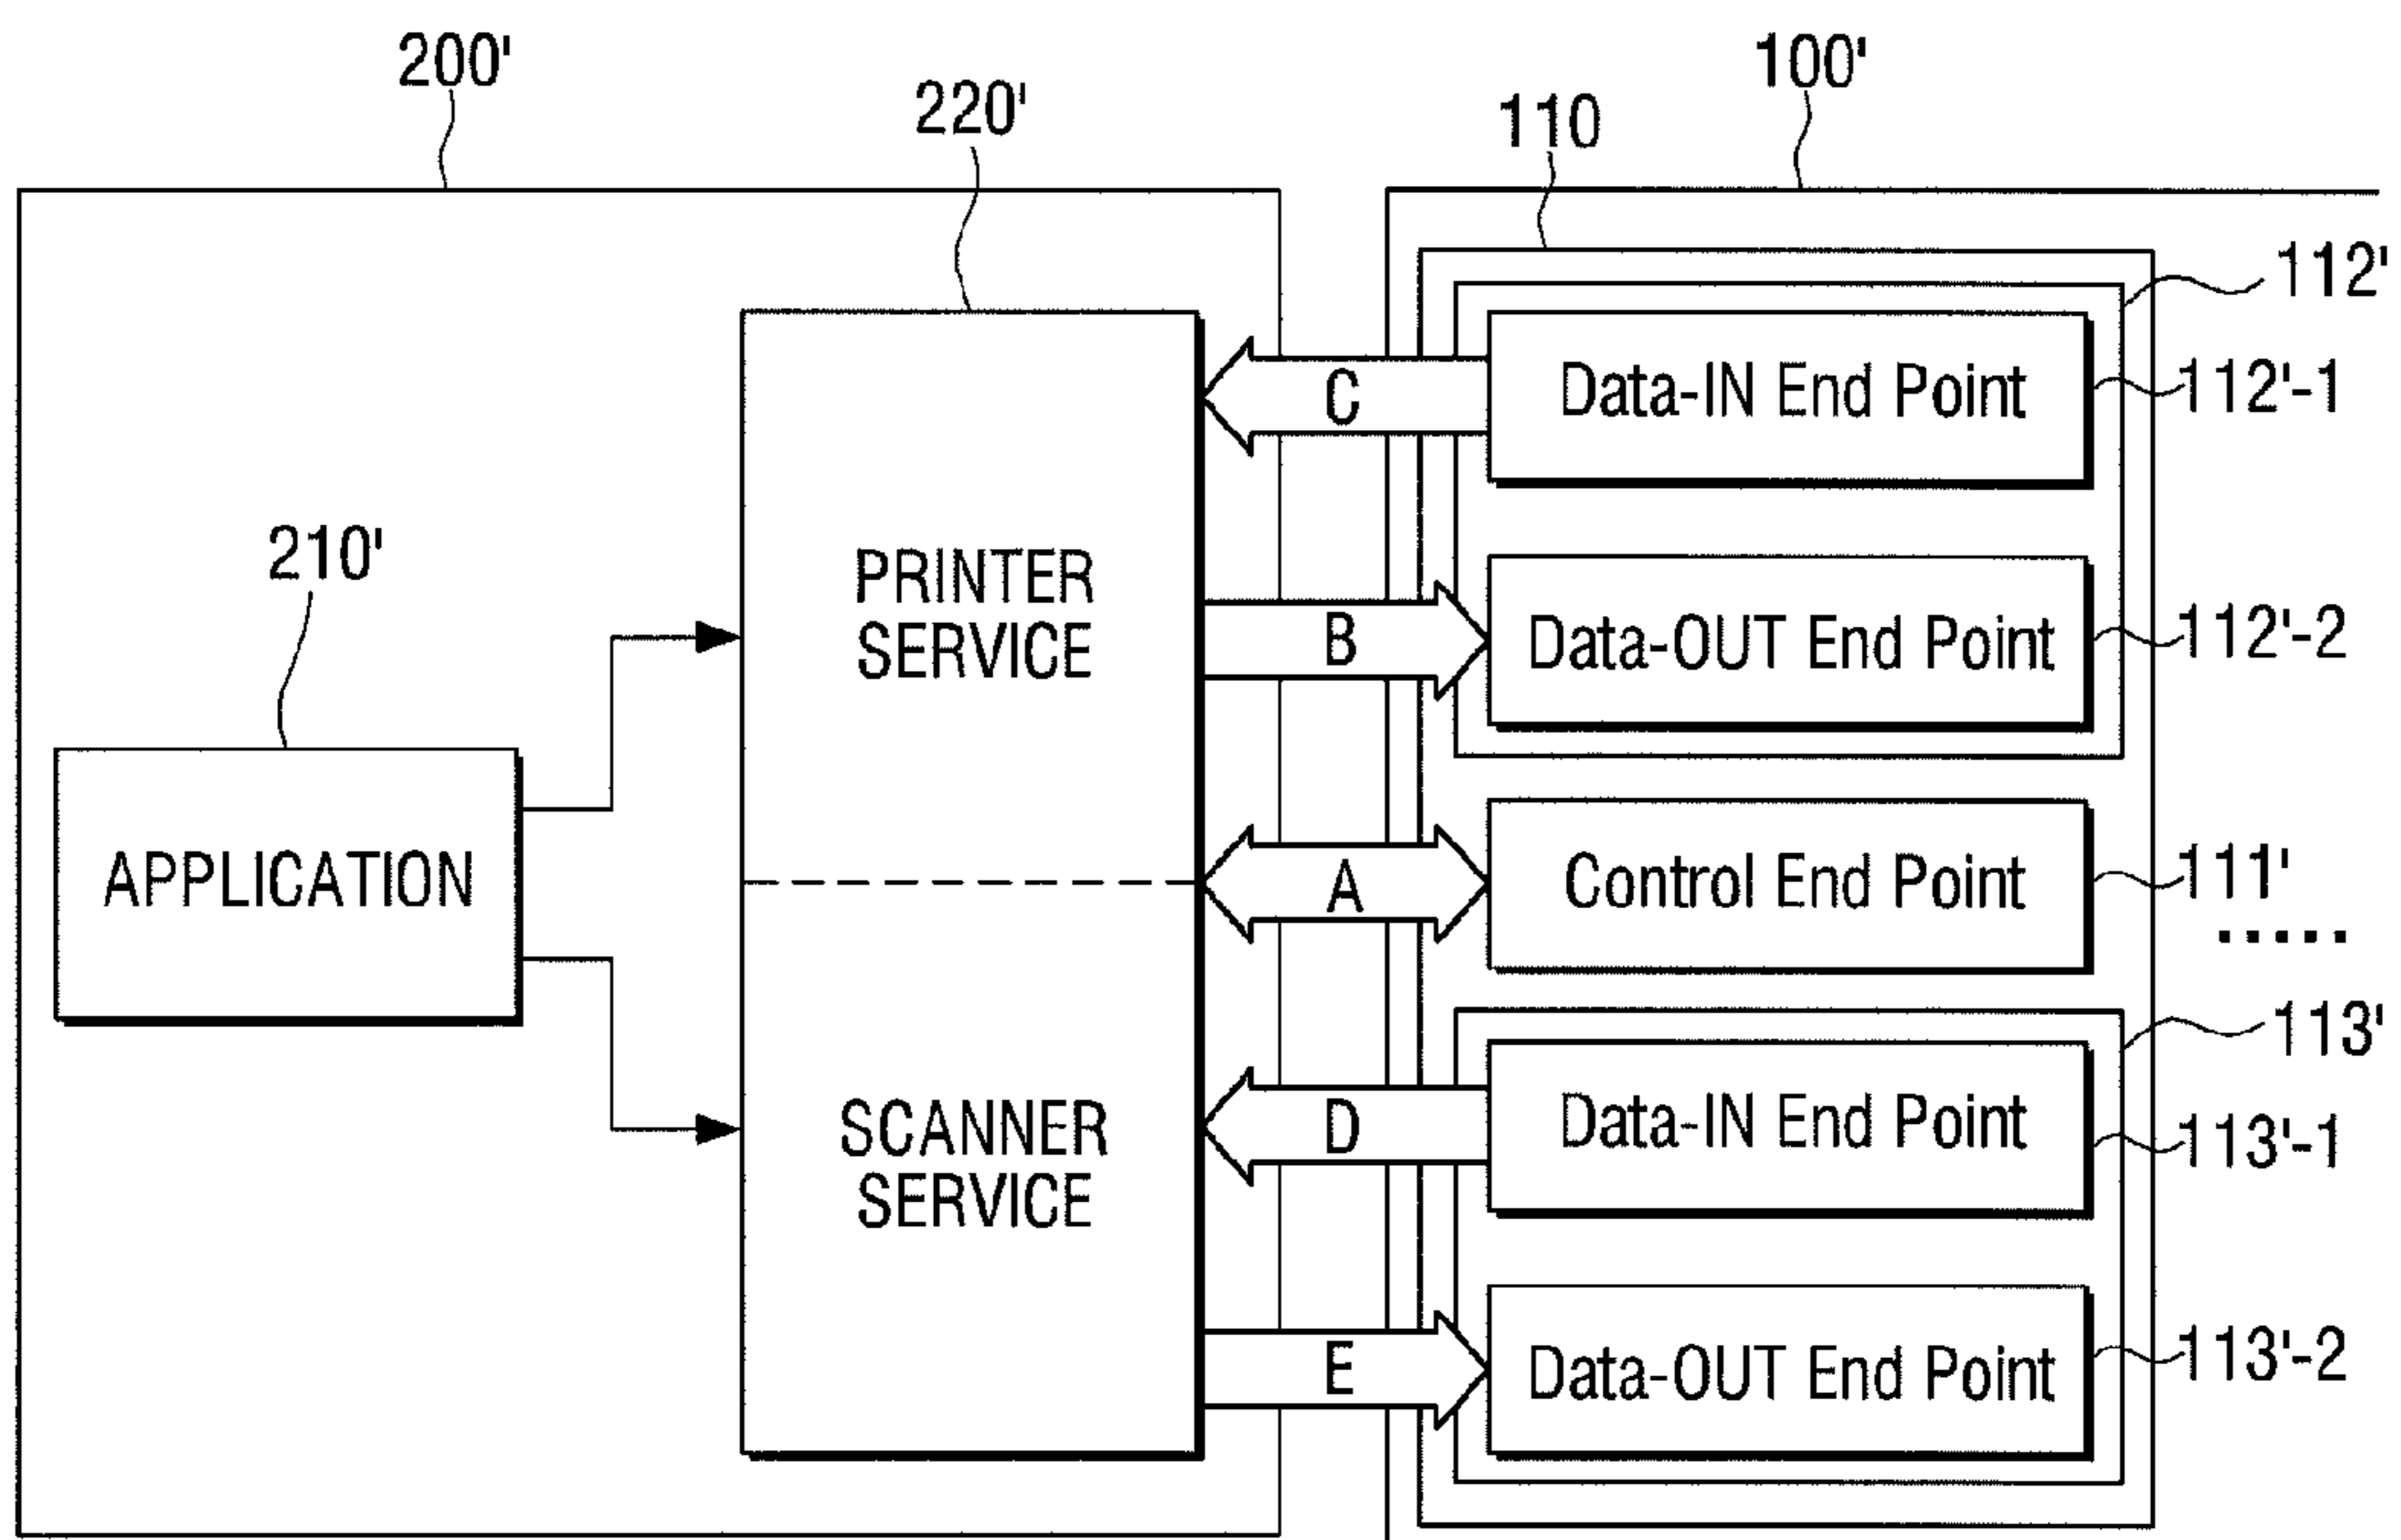 200'
100'
220'
110
112'
C
Data-IN End Point
112'-1
210'
PRINTER
SERVICE
B
Data-OUT End Point
112'-2
APPLICATION
A
Control End Point
111'
.....
113'
SCANNER
SERVICE
D
Data-IN End Point
113'-1
E
Data-OUT End Point
113'-2